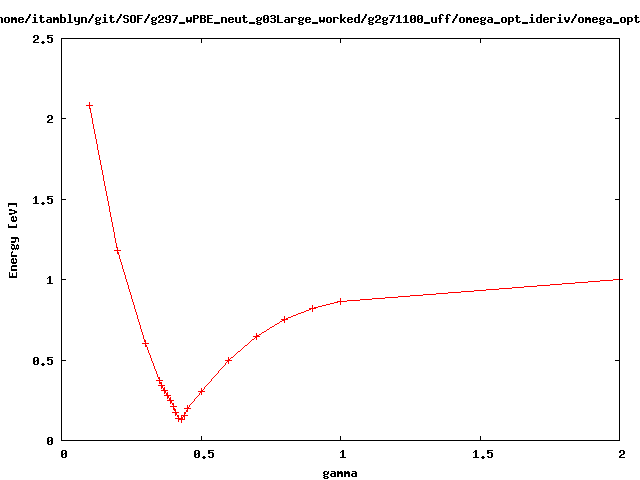 home/itamblyn/git/SOF/g297_wPBE_neut_g03Large_worked/g2g71100_uff/omega_opt_ideriv/omega_opt
2.5
2
1.5
1
0.5
0
Energy [eV]
0 0.5 1 1.5 2
gamma